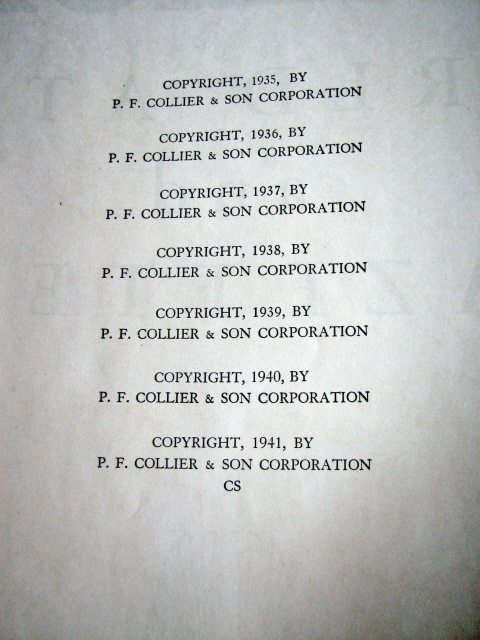 COPYRIGHT, 1935, BY
P. F. COLLIER & SON CORPORATION
COPYRIGHT, 1936, BY
P. F. COLLIER & SON CORPORATION
COPYRIGHT, 1937, BY
P. F. COLLIER & SON CORPORATION
COPYRIGHT, 1938, BY
P. F. COLLIER & SON CORPORATION
COPYRIGHT, 1939, BY
P. F. COLLIER & SON CORPORATION
COPYRIGHT, 1940, BY
P. F. COLLIER & SON CORPORATION
COPYRIGHT, 1941, BY
P. F. COLLIER & SON CORPORATION
CS